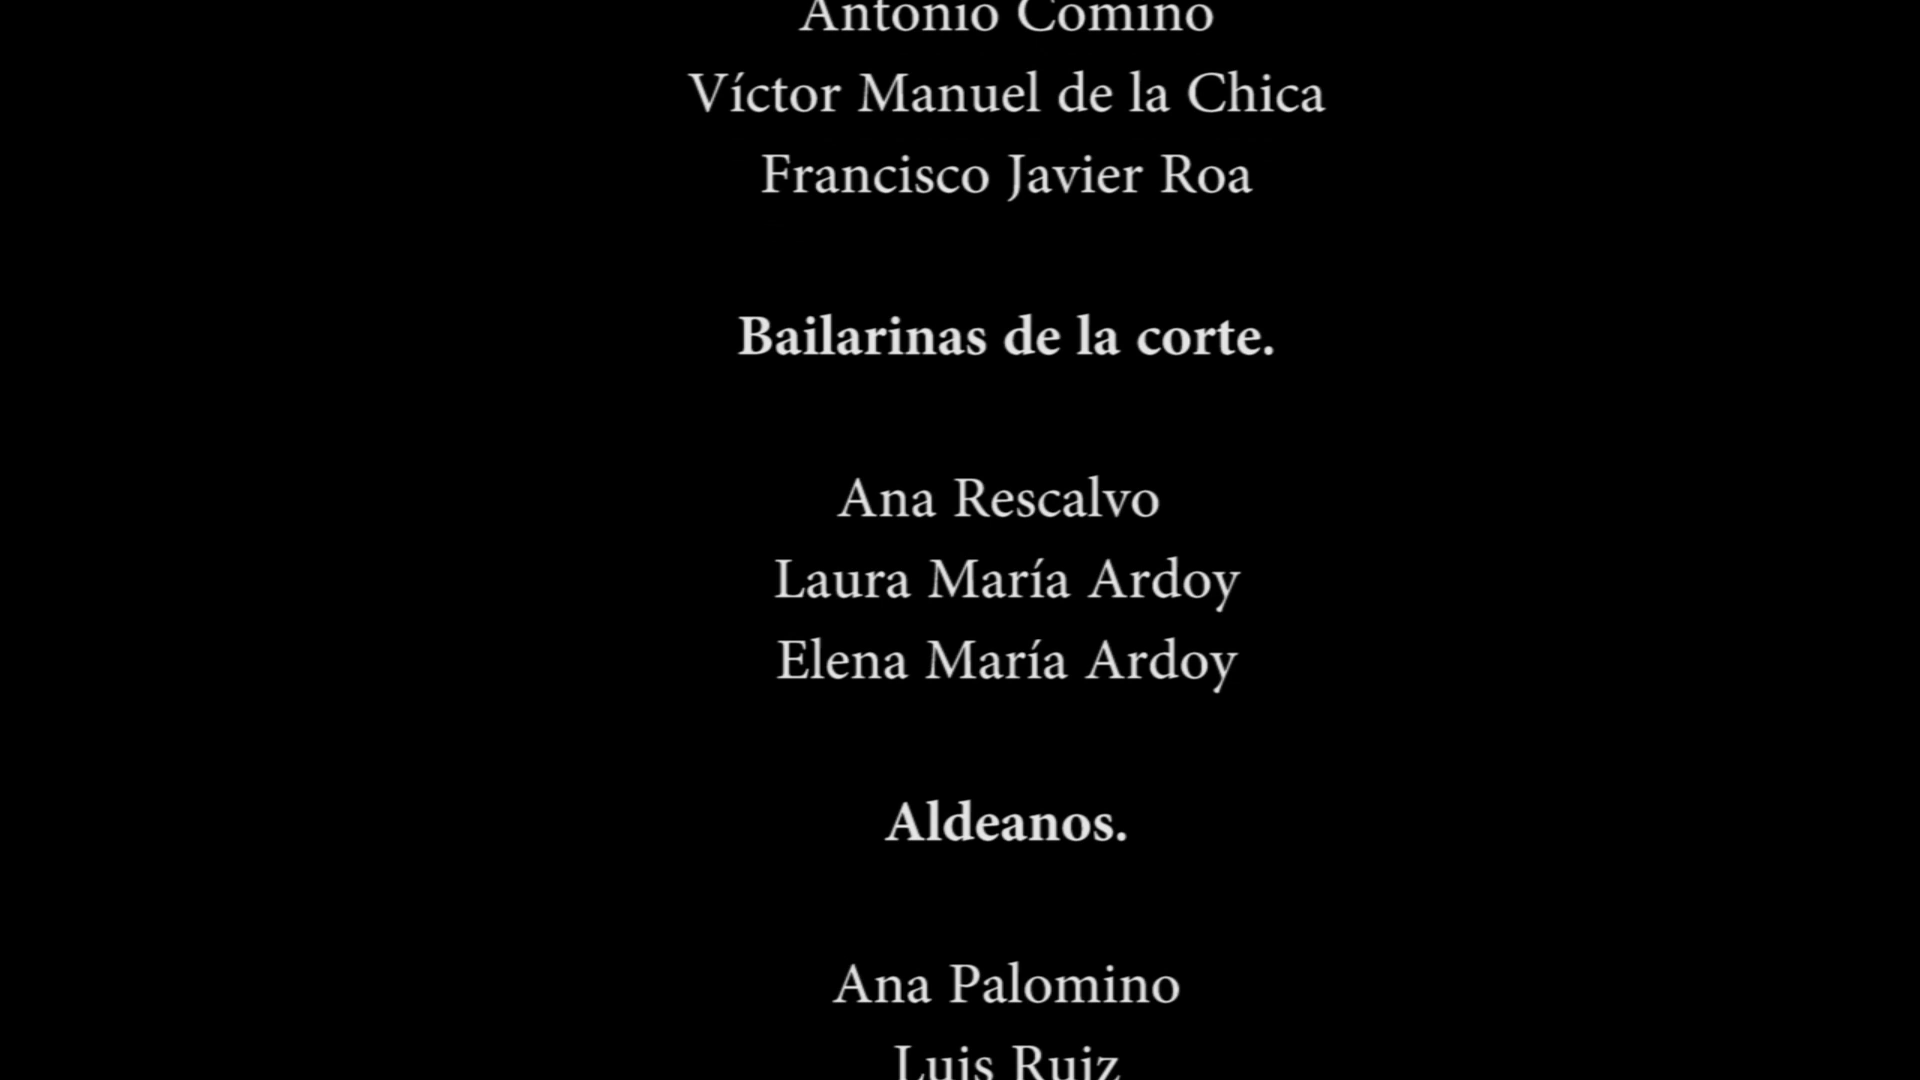 Antonio Comino
Víctor Manuel de la Chica
Francisco Javier Roa
Bailarinas de la corte.
Ana Rescalvo
Laura María Ardoy
Elena María Ardoy
Aldeanos.
Ana Palomino
Luis Ruiz